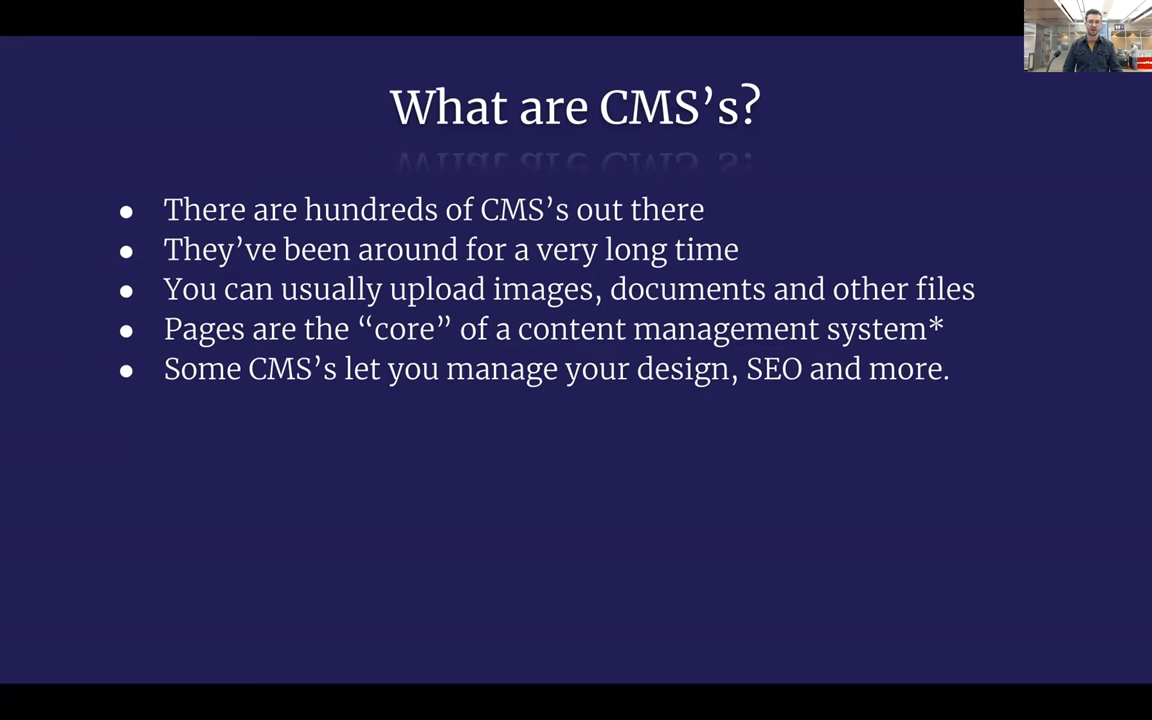 What are CMS’s?
● There are hundreds of CMS’s out there
● They’ve been around for a very long time
● You can usually upload images, documents and other files
● Pages are the “core” of a content management system*
● Some CMS’s let you manage your design, SEO and more.